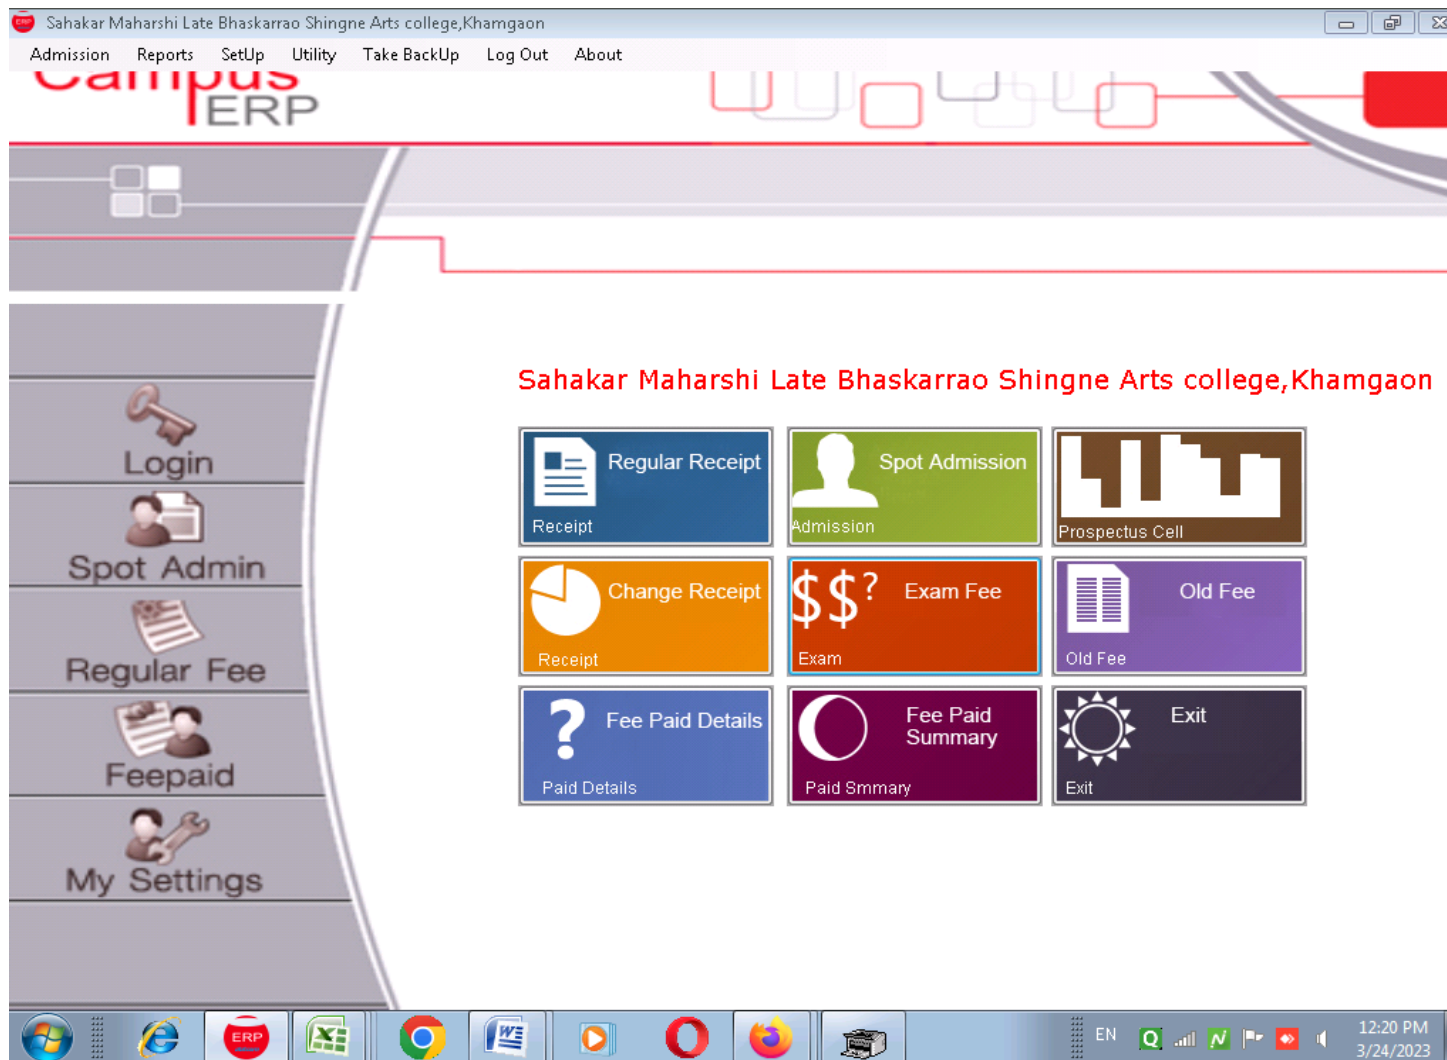 Sahakar Maharshi Late Bhaskarrao Shingne Arts college,Khamgaon
Admission Reports SetUp Utility Take BackUp Log Out About
Campus
ERP
Login
Spot Admin
Regular Fee
Feepaid
My Settings
Sahakar Maharshi Late Bhaskarrao Shingne Arts college,Khamgaon
Regular Receipt
Receipt
Spot Admission
Admission
Prospectus Cell
Change Receipt
Receipt
$$? Exam Fee
Exam
Old Fee
Old Fee
? Fee Paid Details
Paid Details
Fee Paid
Summary
Paid Smmary
Exit
Exit
ERP
EN
12:20 PM
3/24/2023